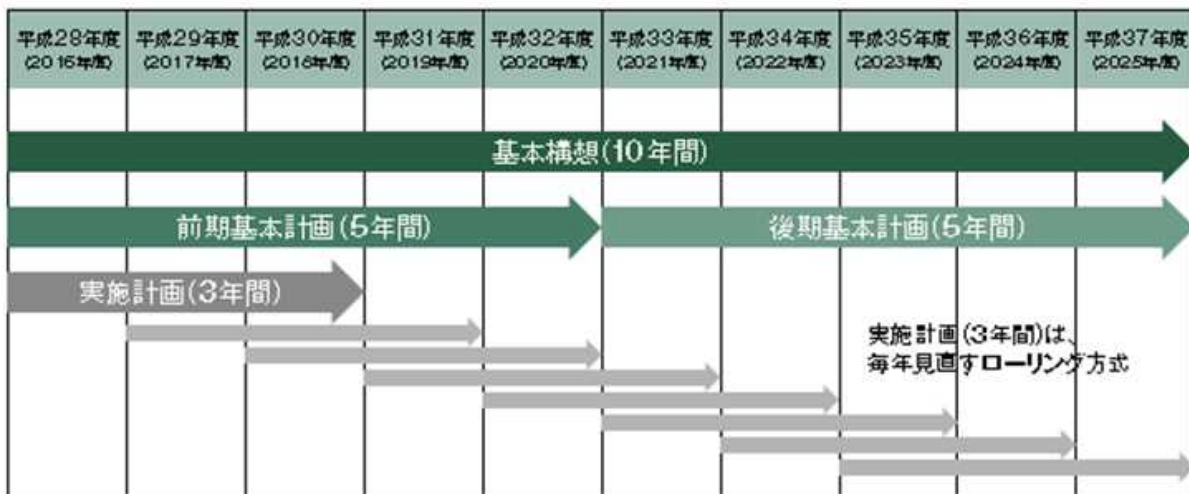 平成28年度
(2016年度)
平成29年度
(2017年度)
平成30年度
(2018年度)
平成31年度
(2019年度)
平成32年度
(2020年度)
平成33年度
(2021年度)
平成34年度
(2022年度)
平成35年度
(2023年度)
平成36年度
(2024年度)
平成37年度
(2025年度)
基本構想(10年間)
前期基本計画(5年間)
後期基本計画(5年間)
実施計画(3年間)
実施計画(3年間)は、
毎年見直すローリング方式